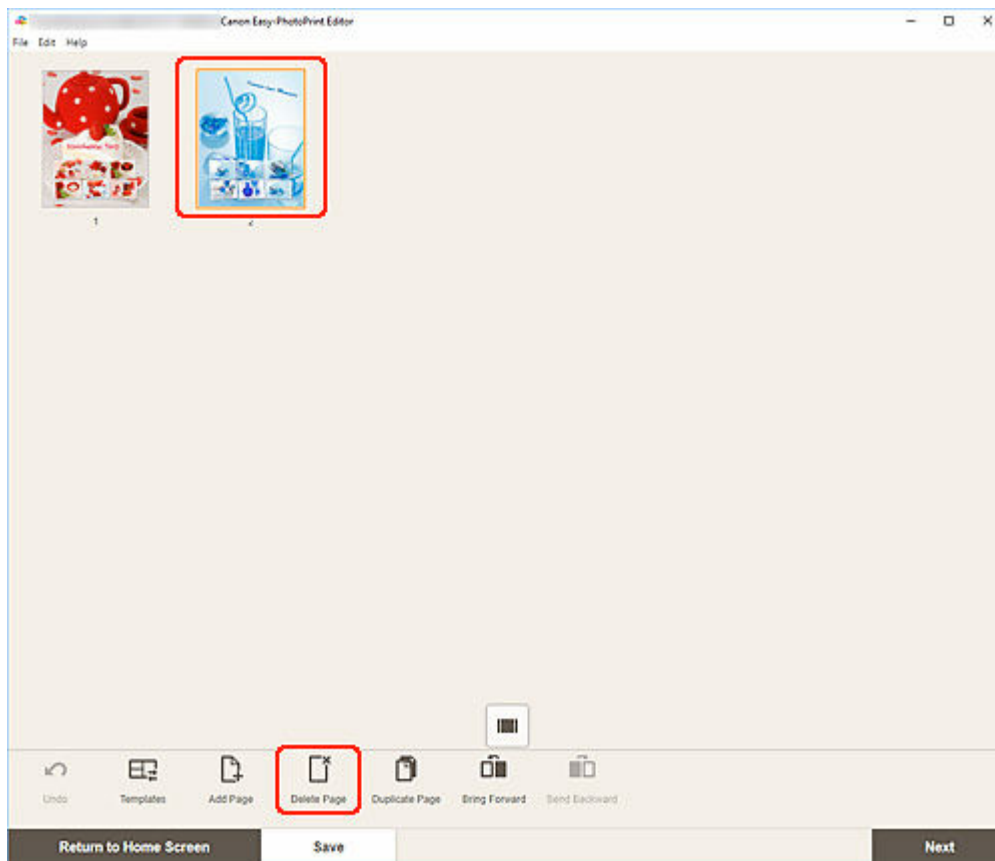 Canon Easy-PhotoPrint Editor
File Edit Help
1
2
Undo Templates Add Page Delete Page Duplicate Page Bring Forward Send Backward
Return to Home Screen Save Next